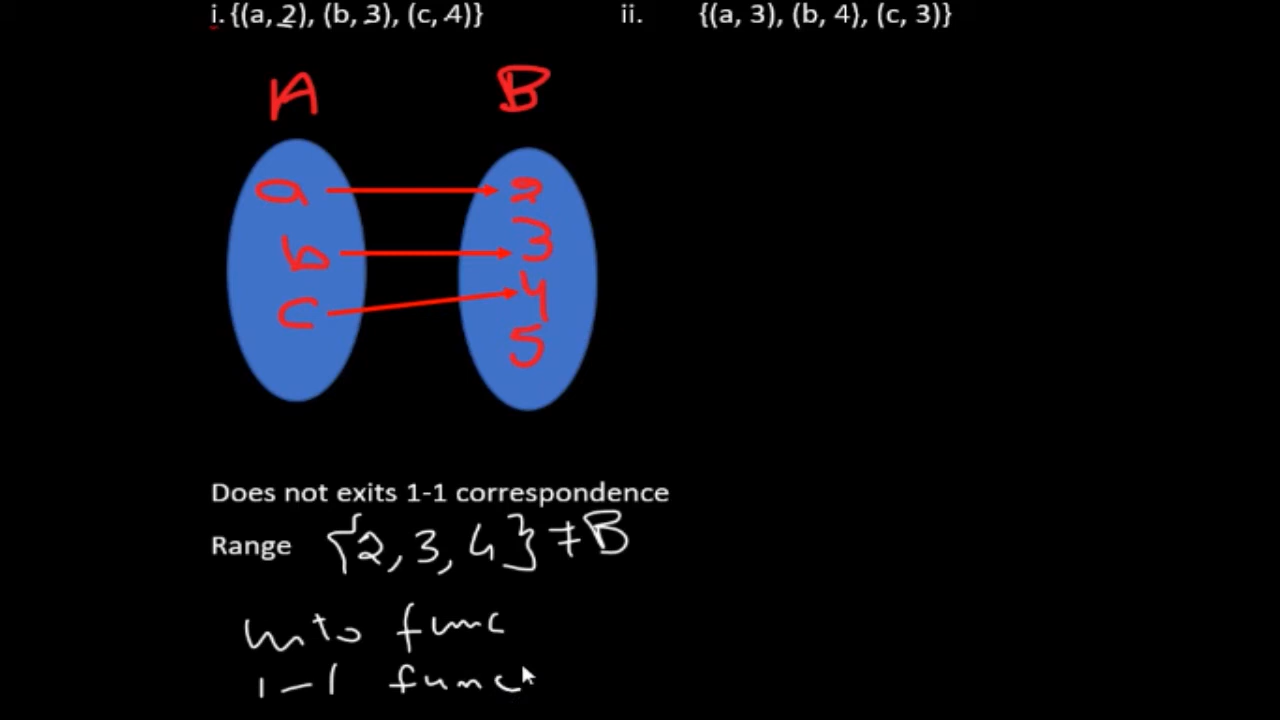 i. {(a, 2), (b, 3), (c, 4)} ii. {(a, 3), (b, 4), (c, 3)}
A B
a 2
b 3
c 4
5
Does not exits 1-1 correspondence
Range {2, 3, 4} ≠ B
into func
1-1 func